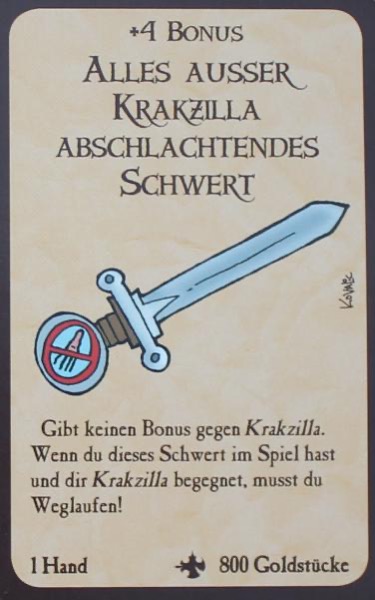 +4 Bonus
Alles ausser
Krakzilla
abschlachtendes
Schwert
Kovalic
Gibt keinen Bonus gegen Krakzilla.
Wenn du dieses Schwert im Spiel hast
und dir Krakzilla begegnet, musst du
Weglaufen!
1 Hand 800 Goldstücke